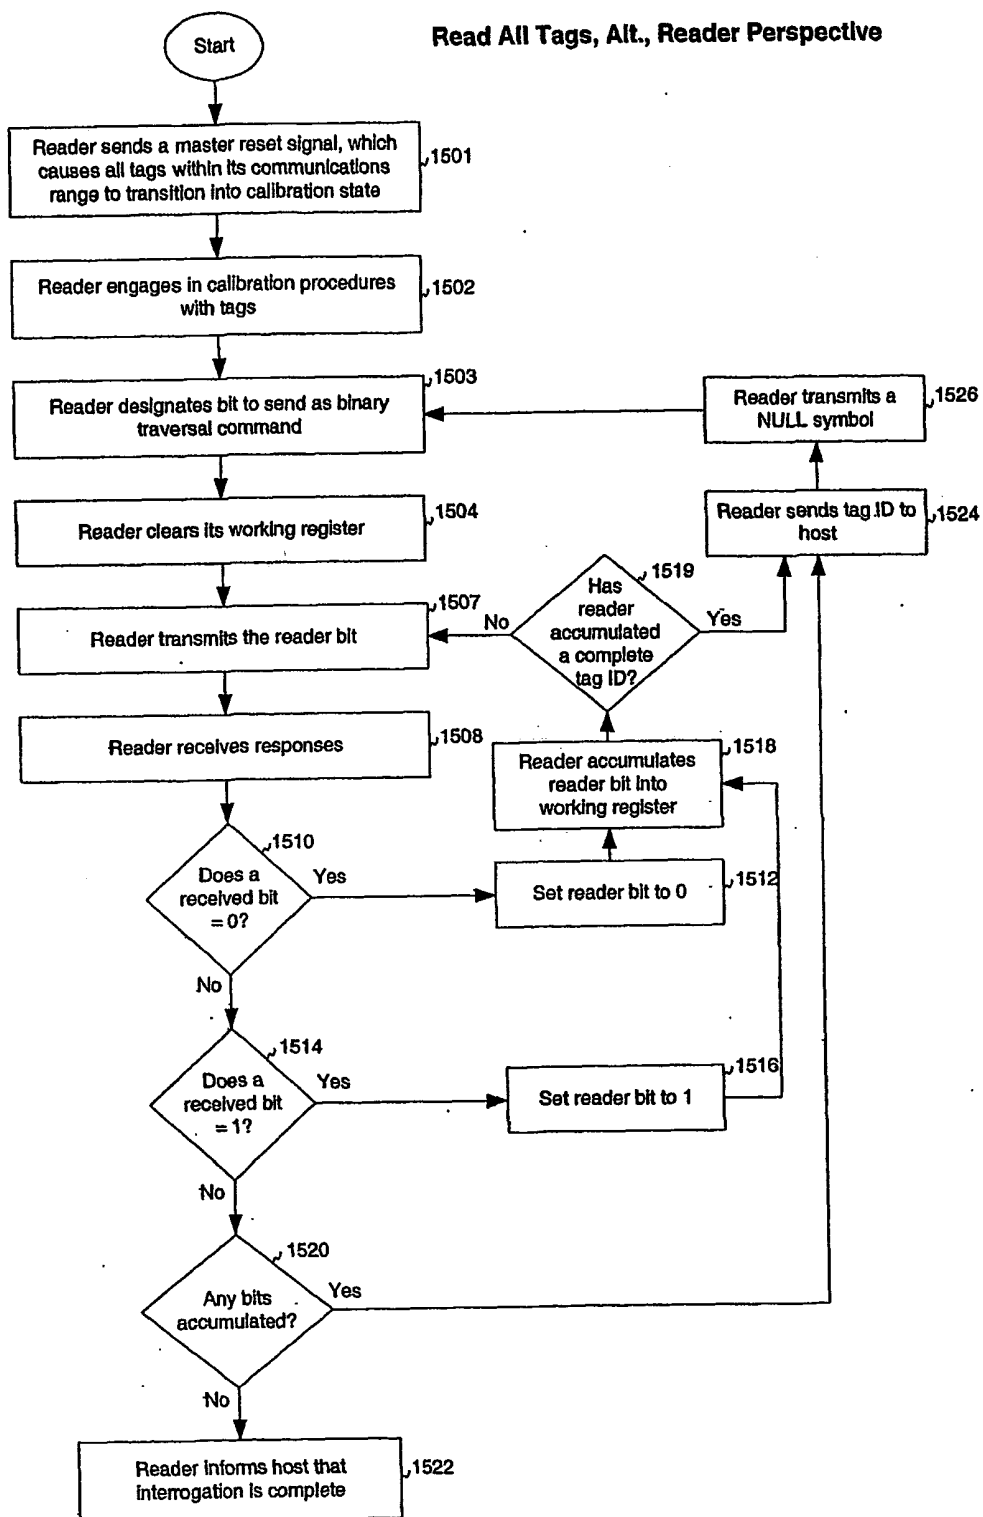 Read All Tags, Alt., Reader Perspective
Start
Reader sends a master reset signal, which
causes all tags within its communications
range to transition into calibration state
1501
Reader engages in calibration procedures
with tags
1502
Reader designates bit to send as binary
traversal command
1503
Reader transmits a
NULL symbol
1526
Reader clears its working register
1504
Reader sends tag ID to
host
1524
Reader transmits the reader bit
1507
Has
reader
accumulated
a complete
tag ID?
1519
No
Yes
Reader receives responses
1508
Reader accumulates
reader bit into
working register
1518
Does a
received bit
= 0?
1510
Yes
No
Set reader bit to 0
1512
Does a
received bit
= 1?
1514
Yes
No
Set reader bit to 1
1516
Any bits
accumulated?
1520
Yes
No
Reader informs host that
interrogation is complete
1522